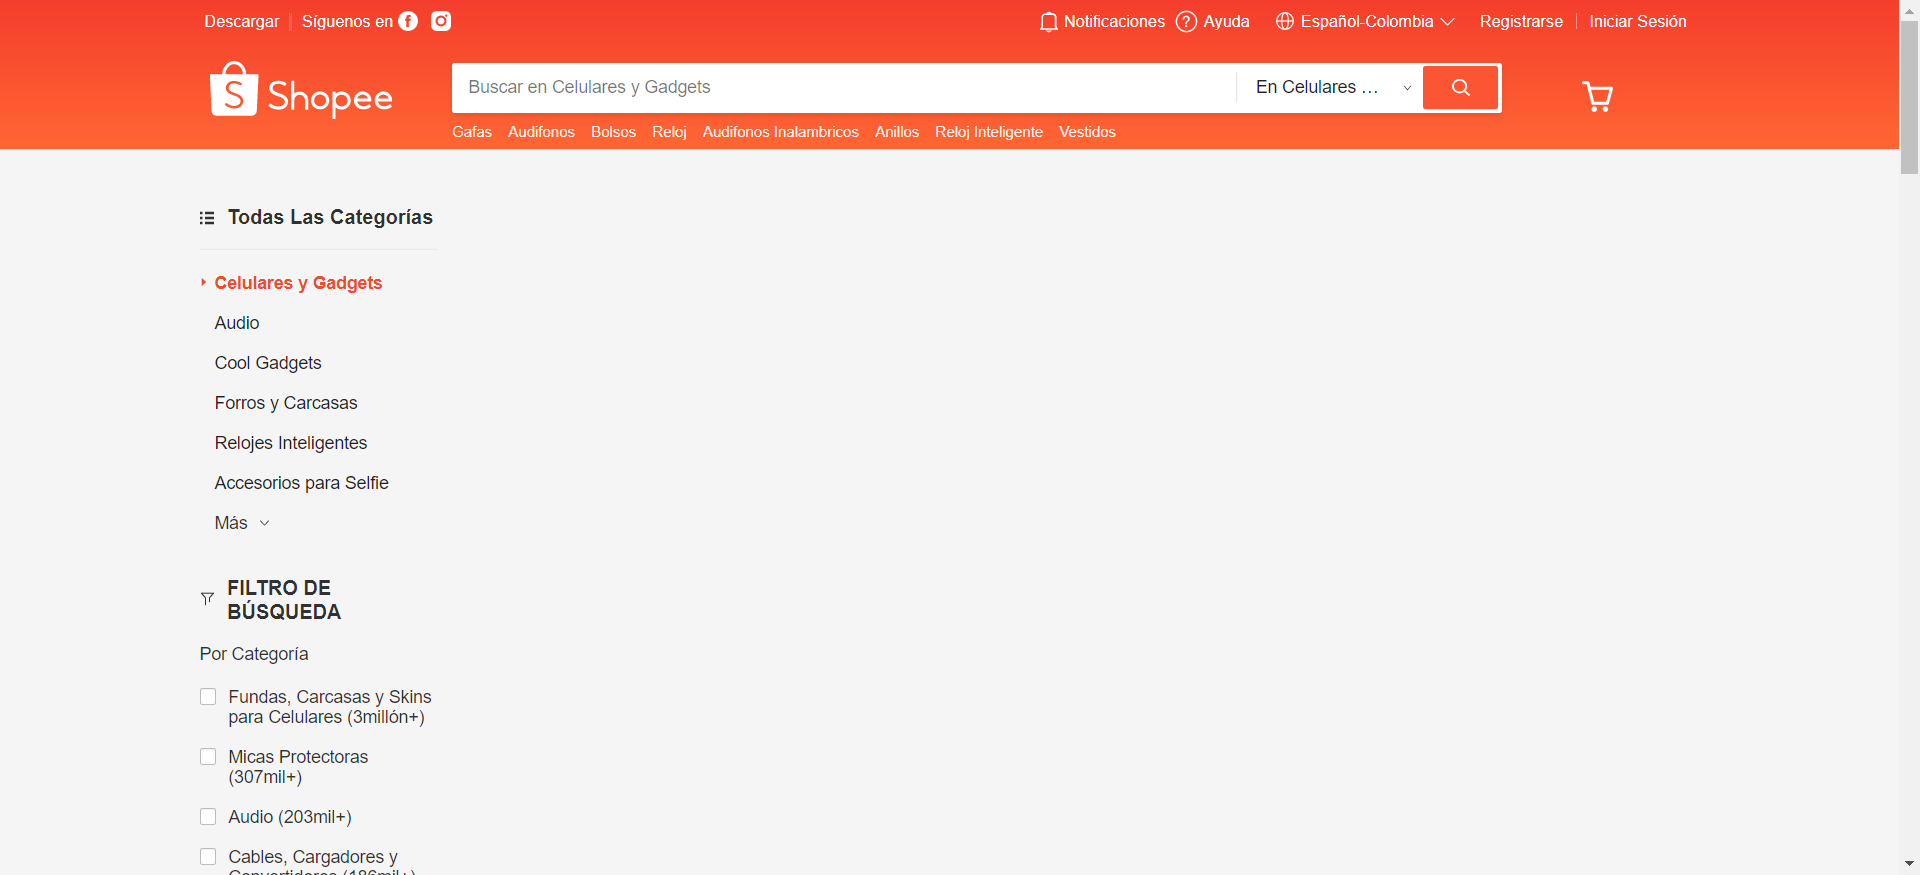 Descargar Síguenos en
Notificaciones Ayuda Español-Colombia Registrarse Iniciar Sesión
Shopee
Buscar en Celulares y Gadgets En Celulares ...
Gafas Audifonos Bolsos Reloj Audifonos Inalambricos Anillos Reloj Inteligente Vestidos
Todas Las Categorías
Celulares y Gadgets
Audio
Cool Gadgets
Forros y Carcasas
Relojes Inteligentes
Accesorios para Selfie
Más
FILTRO DE
BÚSQUEDA
Por Categoría
Fundas, Carcasas y Skins
para Celulares (3millón+)
Micas Protectoras
(307mil+)
Audio (203mil+)
Cables, Cargadores y
Convertidores (186mil+)